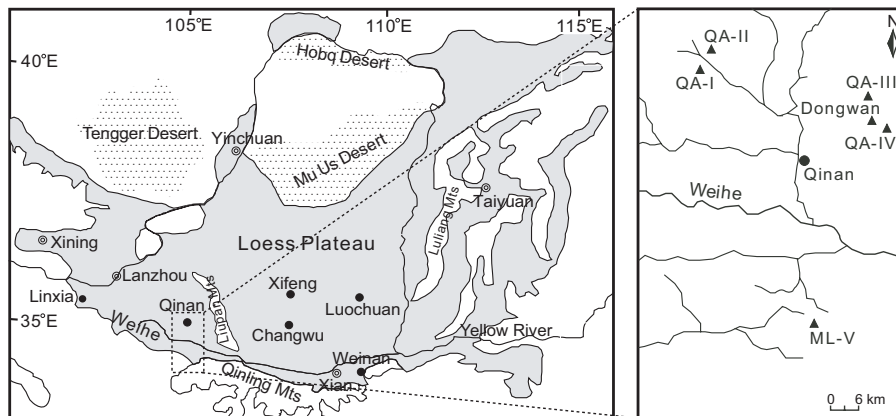 105°E
110°E
115°E
40°E
35°E
Hobq Desert
Tengger Desert
Yinchuan
Mu Us Desert
Taiyuan
Luliang Mts
Xining
Loess Plateau
Lanzhou
Linxia
Qinan
Liupan Mts
Xifeng
Luochuan
Changwu
Weihe
Yellow River
Weinan
Xian
Qinling Mts
N
QA-II
QA-I
QA-III
Dongwan
QA-IV
Qinan
Weihe
ML-V
0 6 km